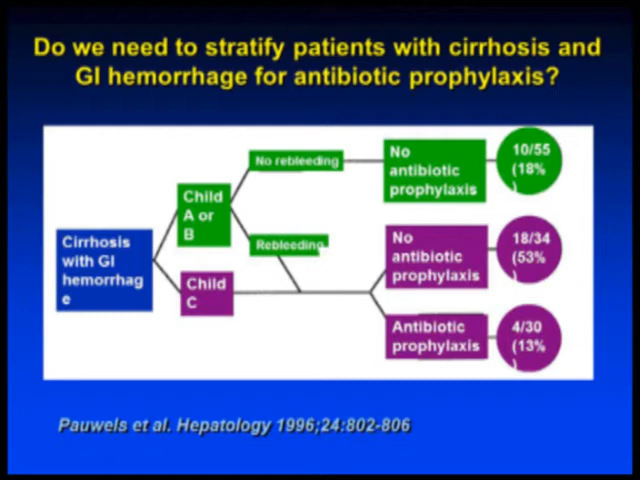 Do we need to stratify patients with cirrhosis and
GI hemorrhage for antibiotic prophylaxis?
No rebleeding
No
antibiotic
prophylaxis
10/55
(18%
)
Child
A or
B
Cirrhosis
with GI
hemorrhag
e
Rebleeding
No
antibiotic
prophylaxis
18/34
(53%
)
Child
C
Antibiotic
prophylaxis
4/30
(13%
)
Pauwels et al. Hepatology 1996;24:802-806